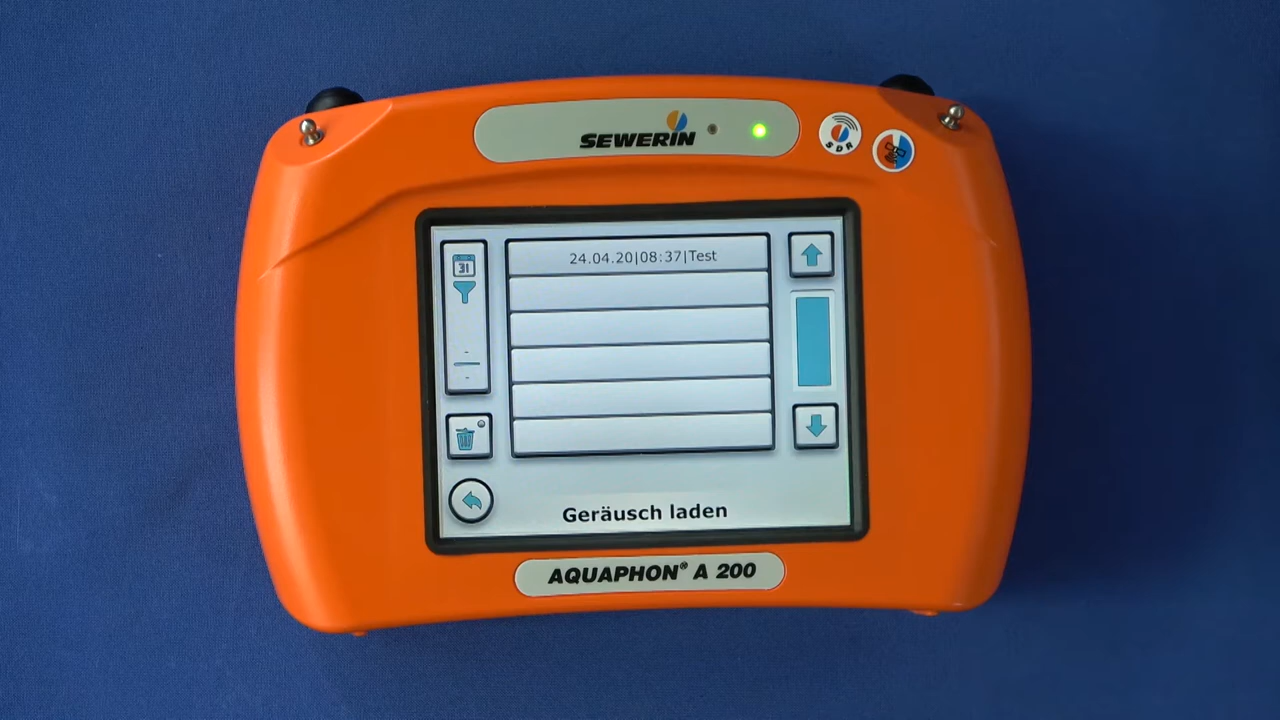 SEWERIN
SDR
31
24.04.20|08:37|Test
-
-
Geräusch laden
AQUAPHON® A 200